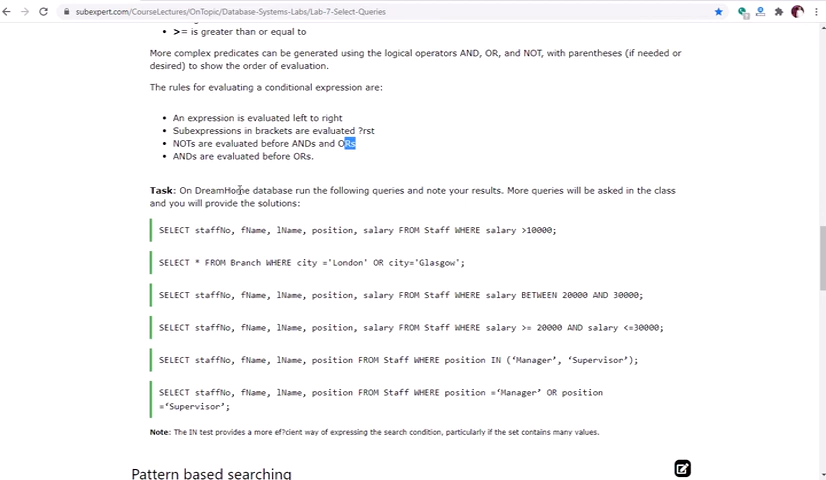 subexpert.com/CourseLectures/OnTopic/Database-Systems-Labs/Lab-7-Select-Queries
>= is greater than or equal to
More complex predicates can be generated using the logical operators AND, OR, and NOT, with parentheses (if needed or
desired) to show the order of evaluation.
The rules for evaluating a conditional expression are:
An expression is evaluated left to right
Subexpressions in brackets are evaluated ?rst
NOTs are evaluated before ANDs and ORs
ANDs are evaluated before ORs.
Task: On DreamHome database run the following queries and note your results. More queries will be asked in the class
and you will provide the solutions:
SELECT staffNo, fName, lName, position, salary FROM Staff WHERE salary >10000;
SELECT * FROM Branch WHERE city ='London' OR city='Glasgow';
SELECT staffNo, fName, lName, position, salary FROM Staff WHERE salary BETWEEN 20000 AND 30000;
SELECT staffNo, fName, lName, position, salary FROM Staff WHERE salary >= 20000 AND salary <=30000;
SELECT staffNo, fName, lName, position FROM Staff WHERE position IN (‘Manager’, ‘Supervisor’);
SELECT staffNo, fName, lName, position FROM Staff WHERE position =‘Manager’ OR position
=‘Supervisor’;
Note: The IN test provides a more ef?cient way of expressing the search condition, particularly if the set contains many values.
Pattern based searching